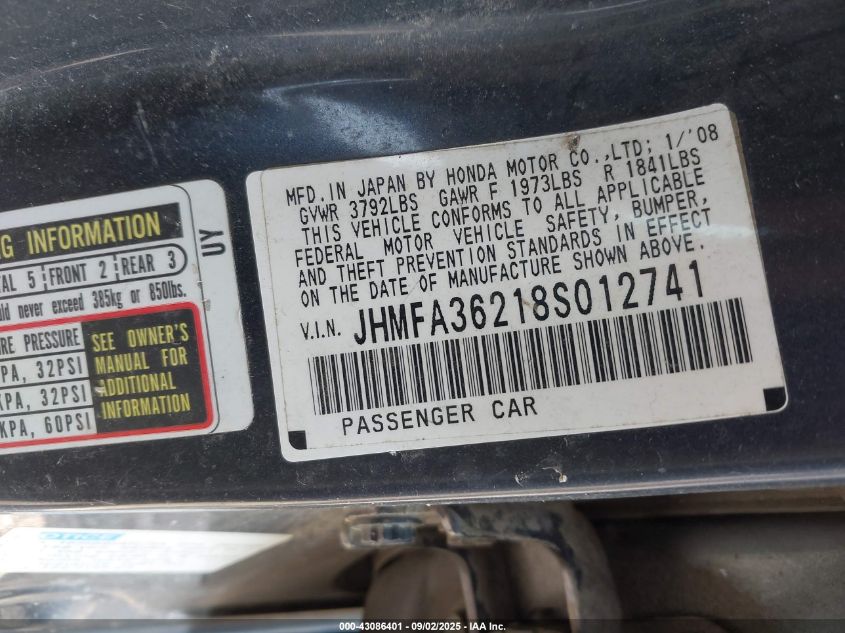 MFD. IN JAPAN BY HONDA MOTOR CO., LTD; 1/'08
GVWR 3792LBS GAWR F 1973LBS R 1841LBS
THIS VEHICLE CONFORMS TO ALL APPLICABLE
FEDERAL MOTOR VEHICLE SAFETY, BUMPER,
AND THEFT PREVENTION STANDARDS IN EFFECT
ON THE DATE OF MANUFACTURE SHOWN ABOVE.
V.I.N. JHMFA36218S012741
PASSENGER CAR
NG INFORMATION
AL 5 FRONT 2 REAR 3
uld never exceed 385kg or 850lbs.
RE PRESSURE
PA, 32PSI
KPA, 32PSI
KPA, 60PSI
SEE OWNER'S
MANUAL FOR
ADDITIONAL
INFORMATION
UY
OTICE
000-43086401 - 09/02/2025 - IAA Inc.